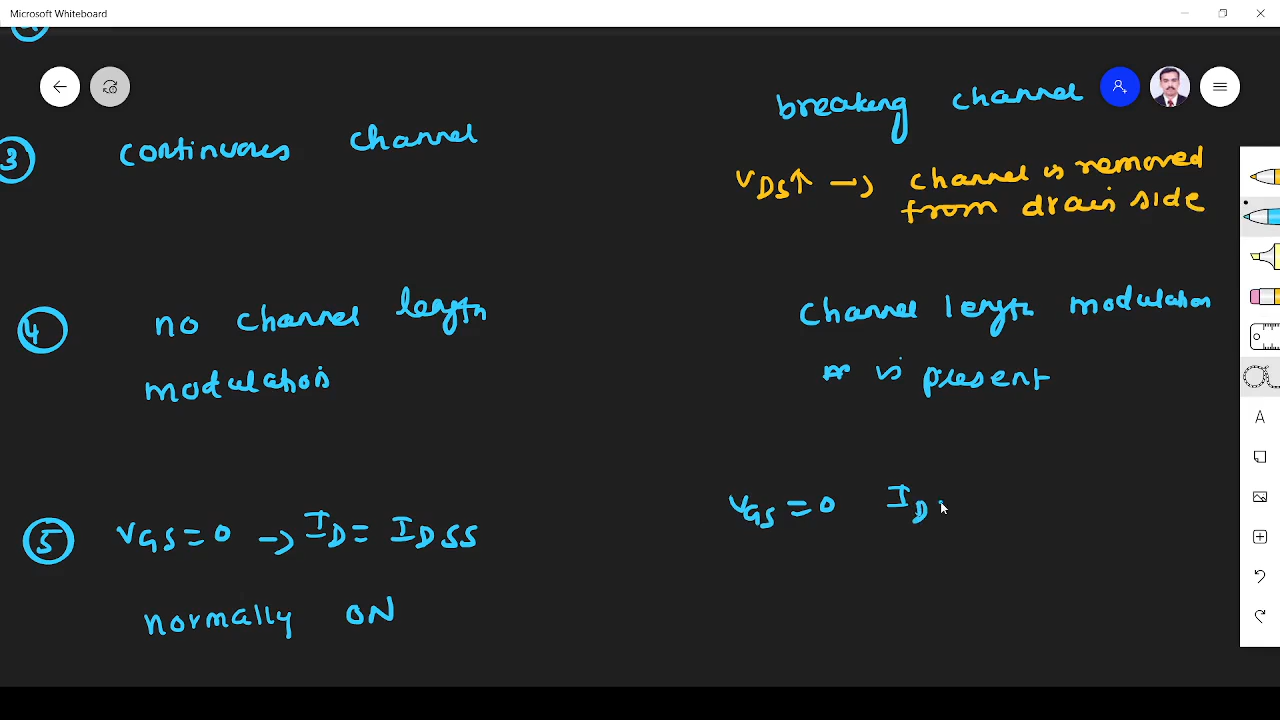 Microsoft Whiteboard
breaking channel
3 continuous channel
VDS↑ → channel is removed
from drain side
4 no channel length
modulation
channel length modulation
is present
5 VGS=0 → ID= IDSS
VGS=0 ID
normally ON
A